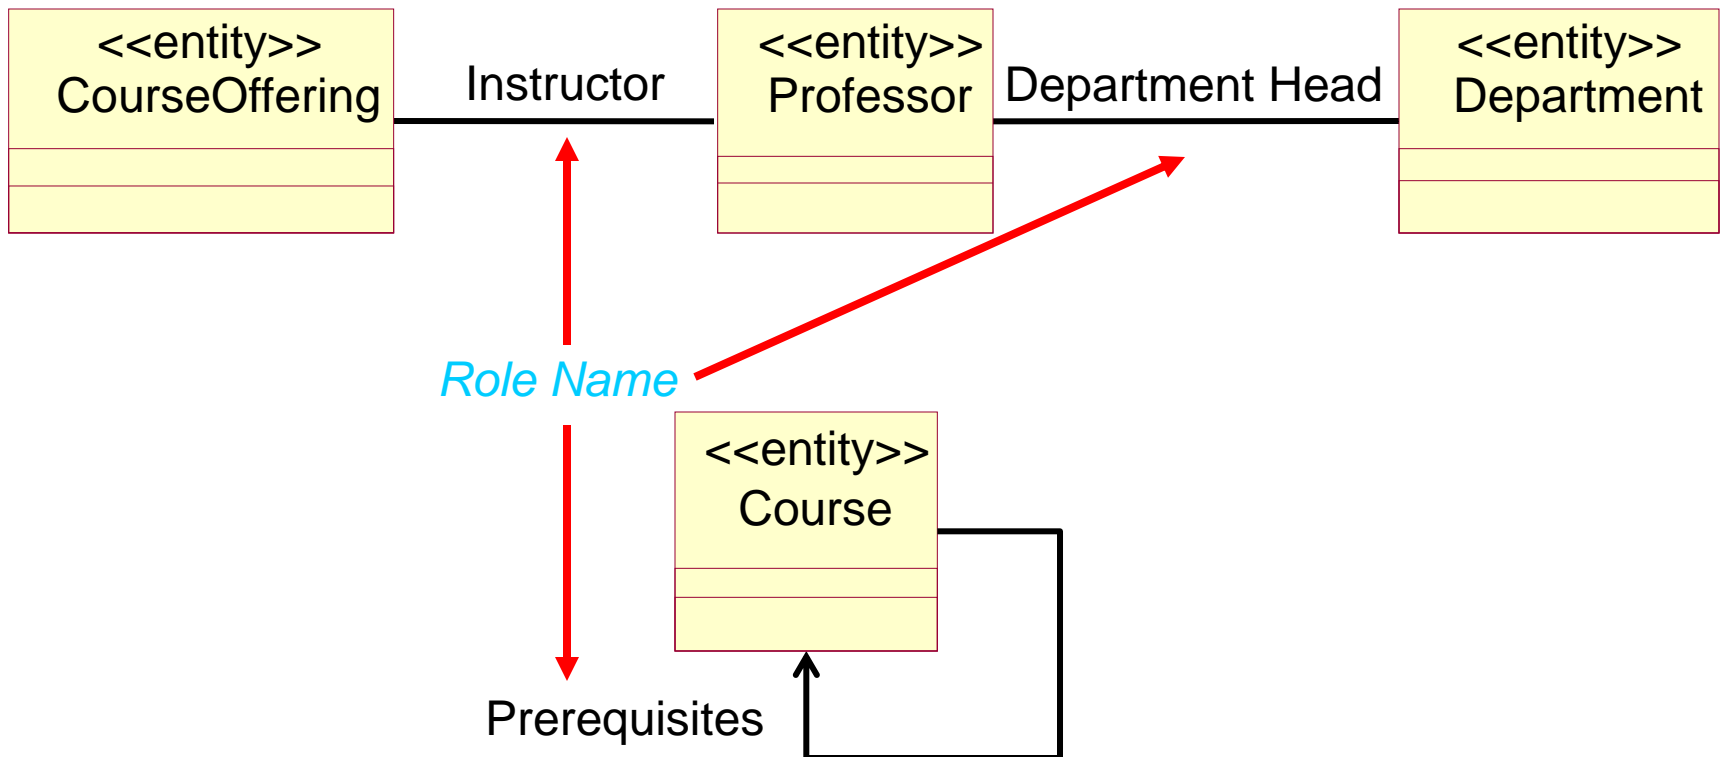 <<entity>>
CourseOffering
Instructor
<<entity>>
Professor
Department Head
<<entity>>
Department
Role Name
<<entity>>
Course
Prerequisites